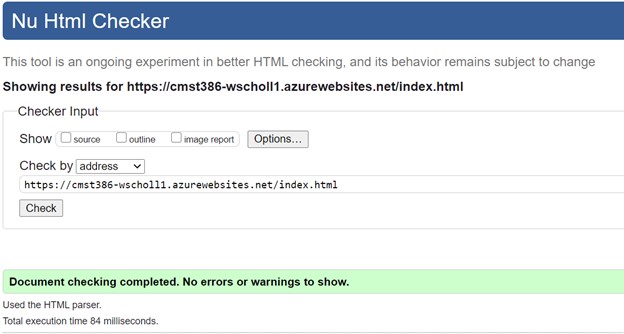 Nu Html Checker
This tool is an ongoing experiment in better HTML checking, and its behavior remains subject to change
Showing results for https://cmst386-wscholl1.azurewebsites.net/index.html
Checker Input
Show source outline image report Options...
Check by address
https://cmst386-wscholl1.azurewebsites.net/index.html
Check
Document checking completed. No errors or warnings to show.
Used the HTML parser.
Total execution time 84 milliseconds.